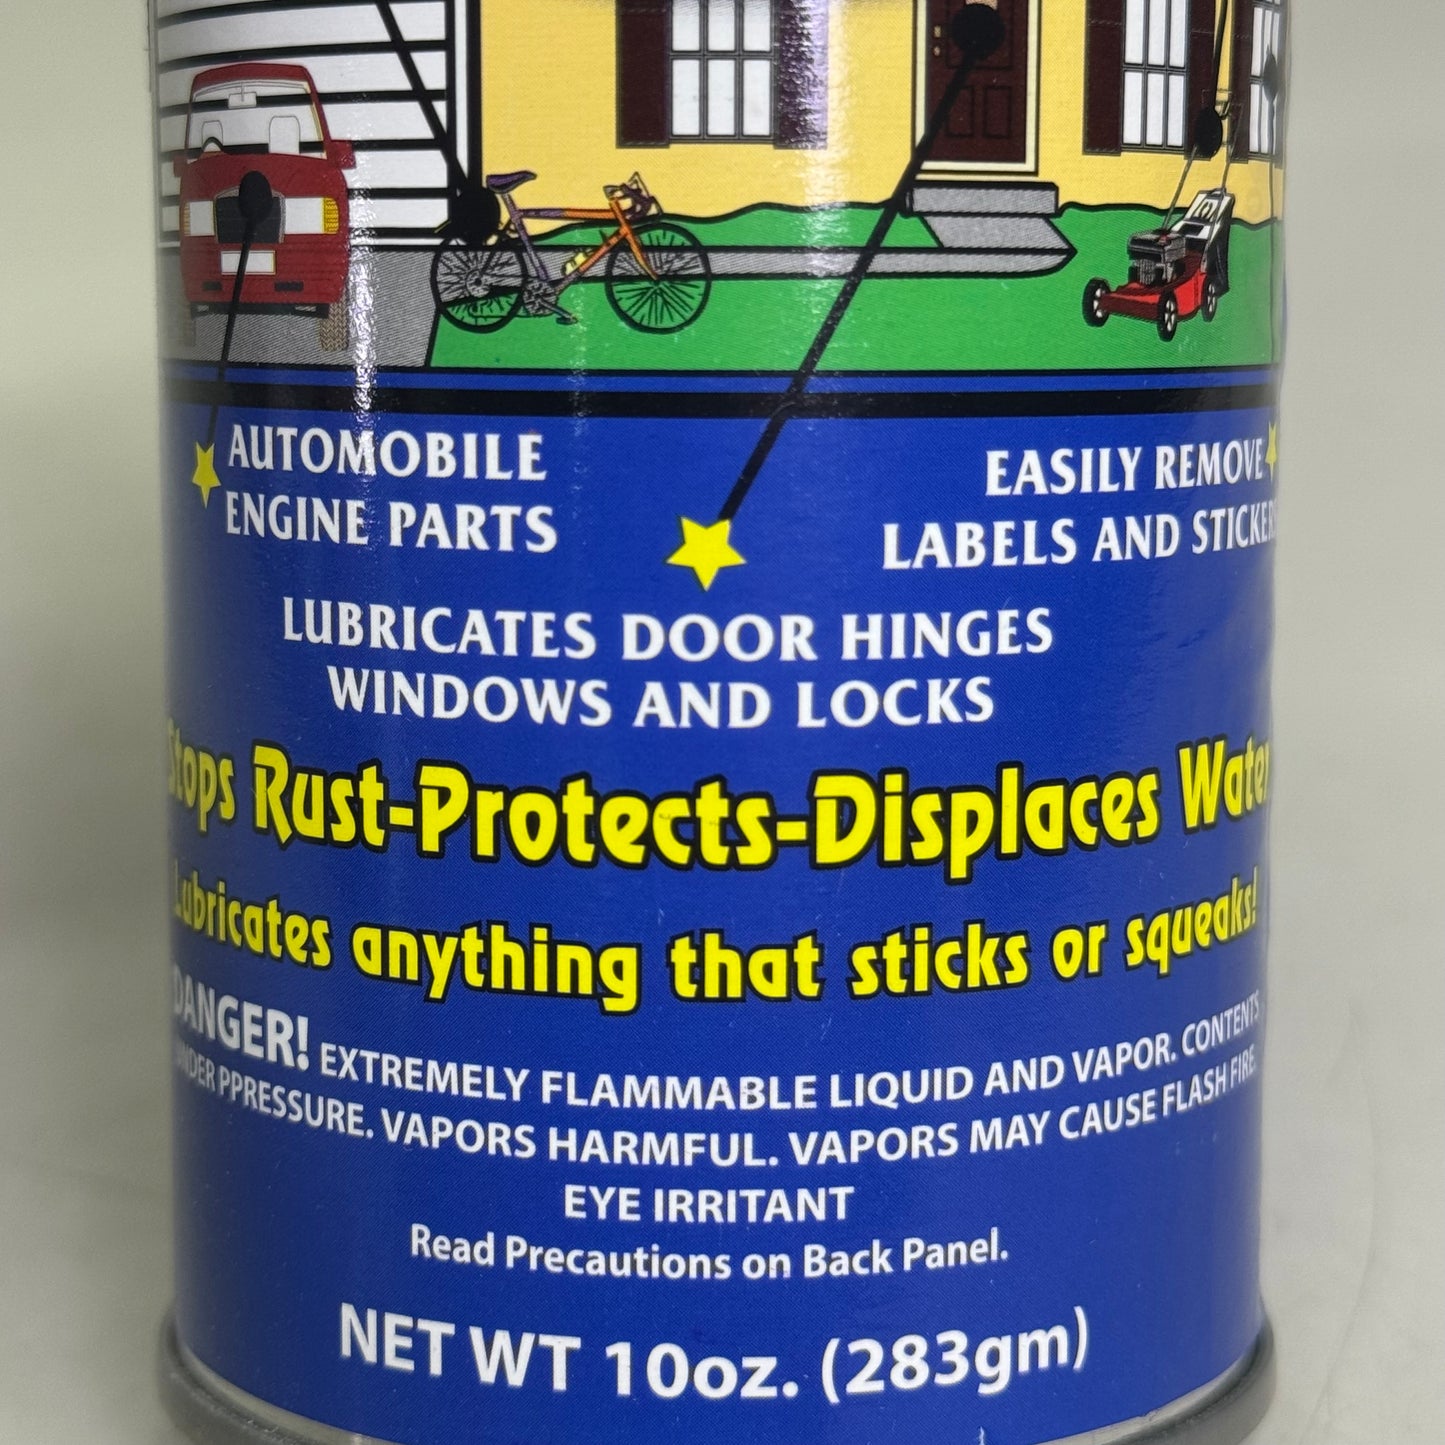 AUTOMOBILE
ENGINE PARTS
EASILY REMOVE
LABELS AND STICKERS
LUBRICATES DOOR HINGES
WINDOWS AND LOCKS
Stops Rust-Protects-Displaces Water
Lubricates anything that sticks or squeaks!
DANGER! EXTREMELY FLAMMABLE LIQUID AND VAPOR. CONTENTS
UNDER PPRESSURE. VAPORS HARMFUL. VAPORS MAY CAUSE FLASH FIRE.
EYE IRRITANT
Read Precautions on Back Panel.
NET WT 10oz. (283gm)